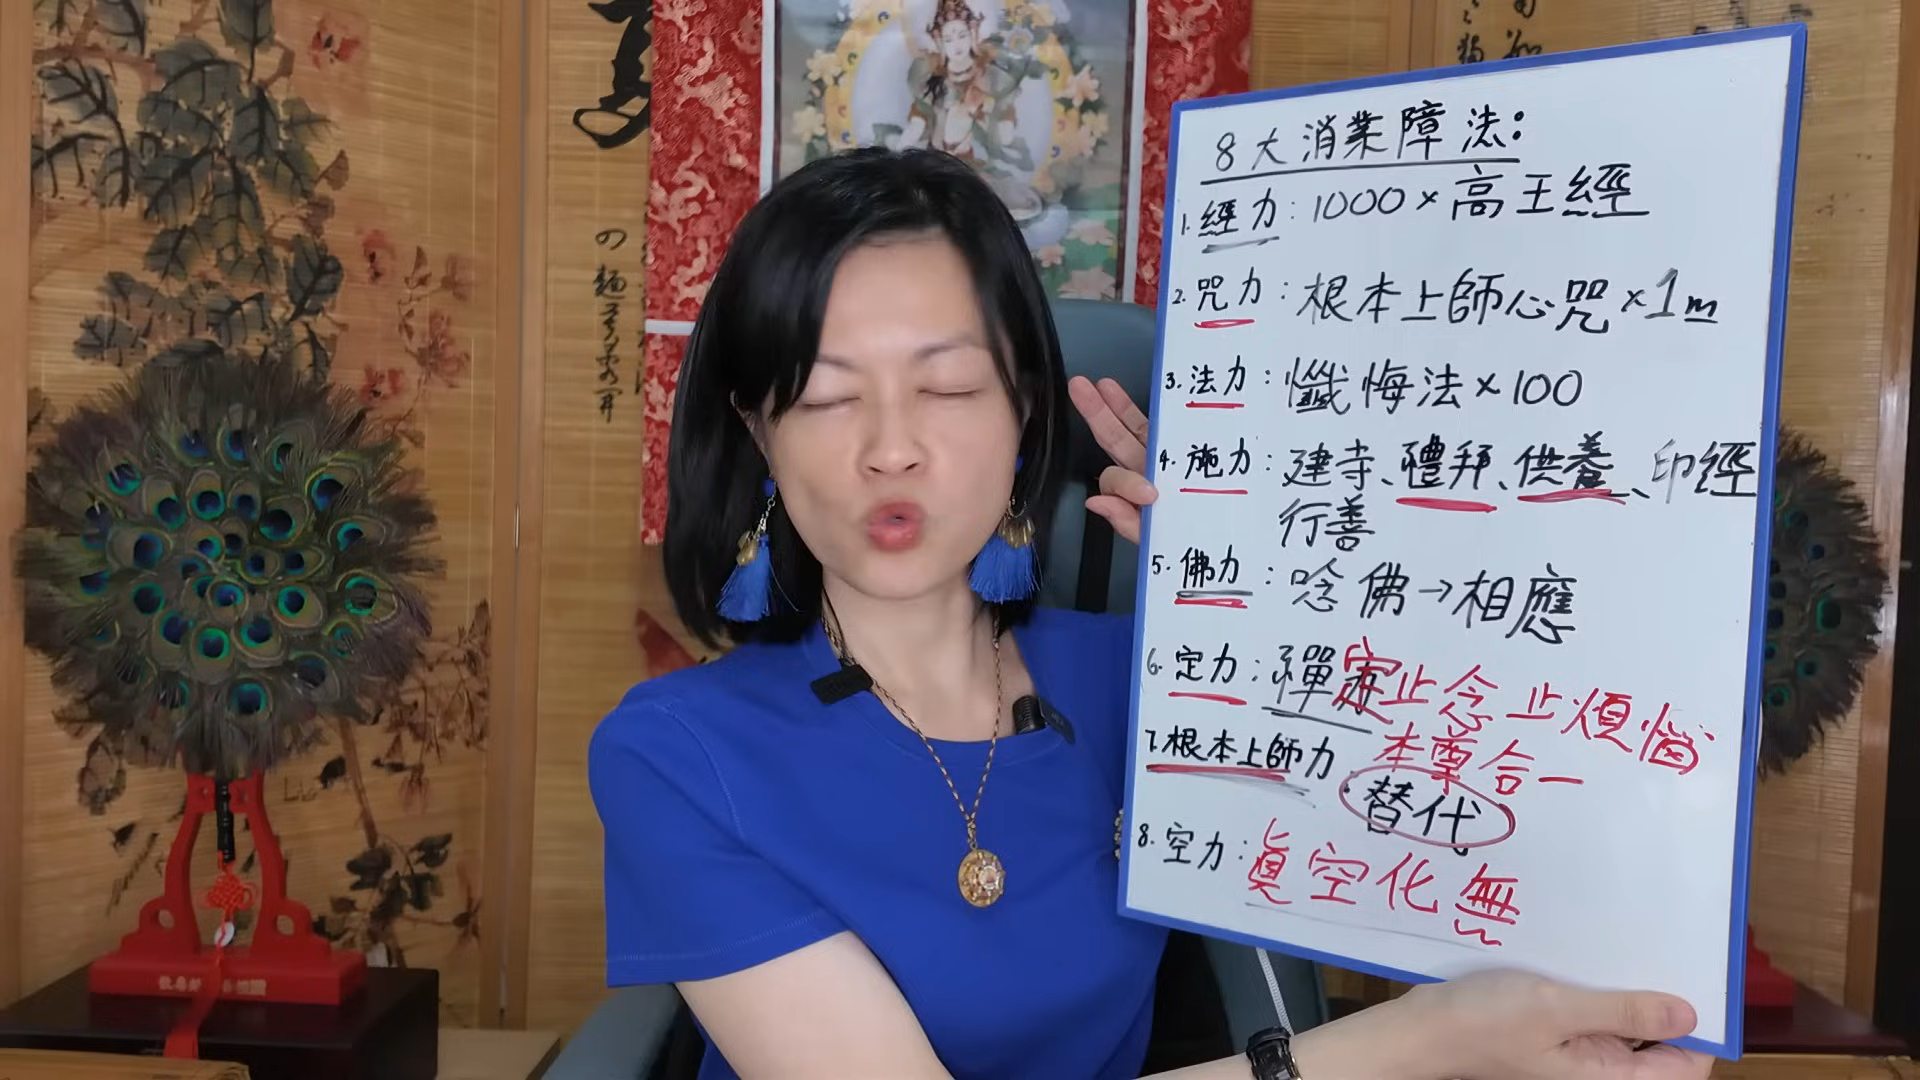 8大消業障法:
1. 經力: 1000×高王經
2. 咒力: 根本上師心咒×1m
3. 法力: 懺悔法×100
4. 施力: 建寺、禮拜、供養、印經
行善
5. 佛力: 唸佛→相應
6. 定力: 禪定止念止煩惱
本尊合一
7. 根本上師力 替代
8. 空力: 真空化無